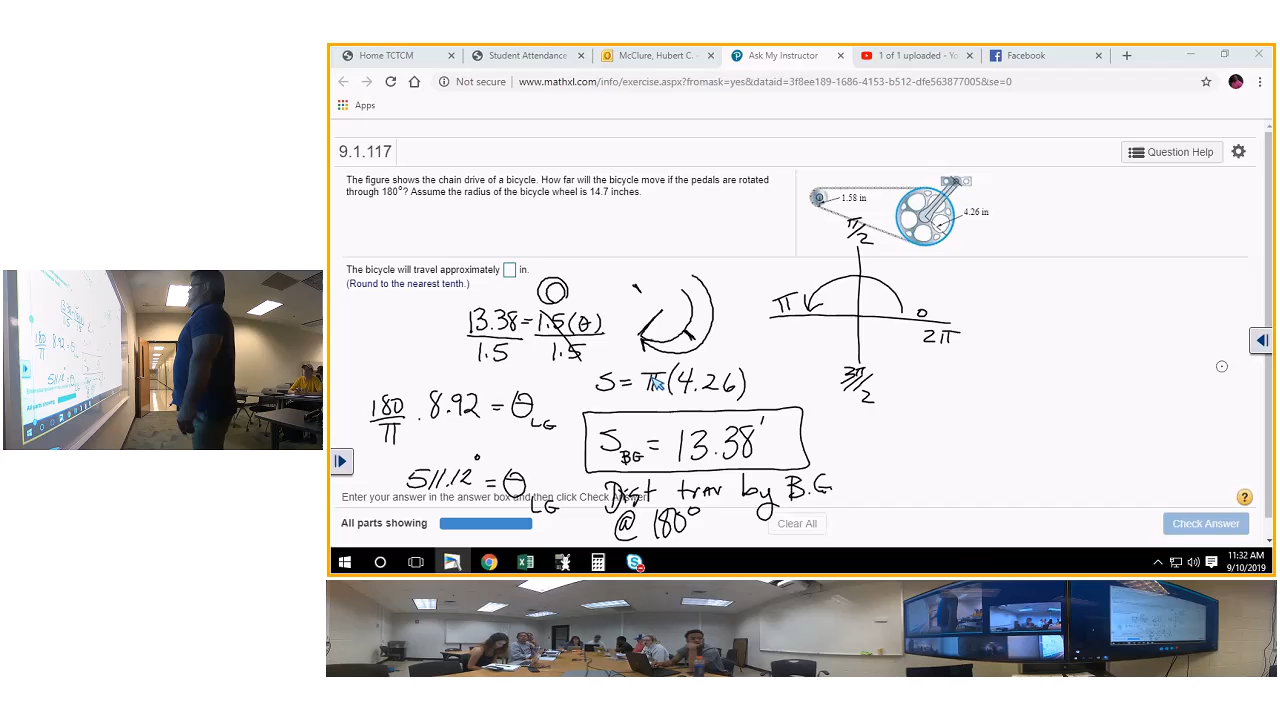 Home TCTCM
Student Attendance
McClure, Hubert C. -
Ask My Instructor
1 of 1 uploaded - Yo
Facebook
Not secure
www.mathxl.com/info/exercise.aspx?fromask=yes&dataid=3f8ee189-1686-4153-b512-dfe563877005&se=0
Apps
9.1.117
Question Help
The figure shows the chain drive of a bicycle. How far will the bicycle move if the pedals are rotated
through 180°? Assume the radius of the bicycle wheel is 14.7 inches.
1.58 in
4.26 in
π/2
The bicycle will travel approximately in.
(Round to the nearest tenth.)
π
0
2π
3π/2
13.38 = 1.5(θ)
1.5 1.5
S = π(4.26)
180/π · 8.92 = θ LG
S BG = 13.38'
511.12° = θ LG
Dist trav by B.G
@ 180°
Enter your answer in the answer box and then click Check Answer.
All parts showing
Clear All
Check Answer
?
11:32 AM
9/10/2019